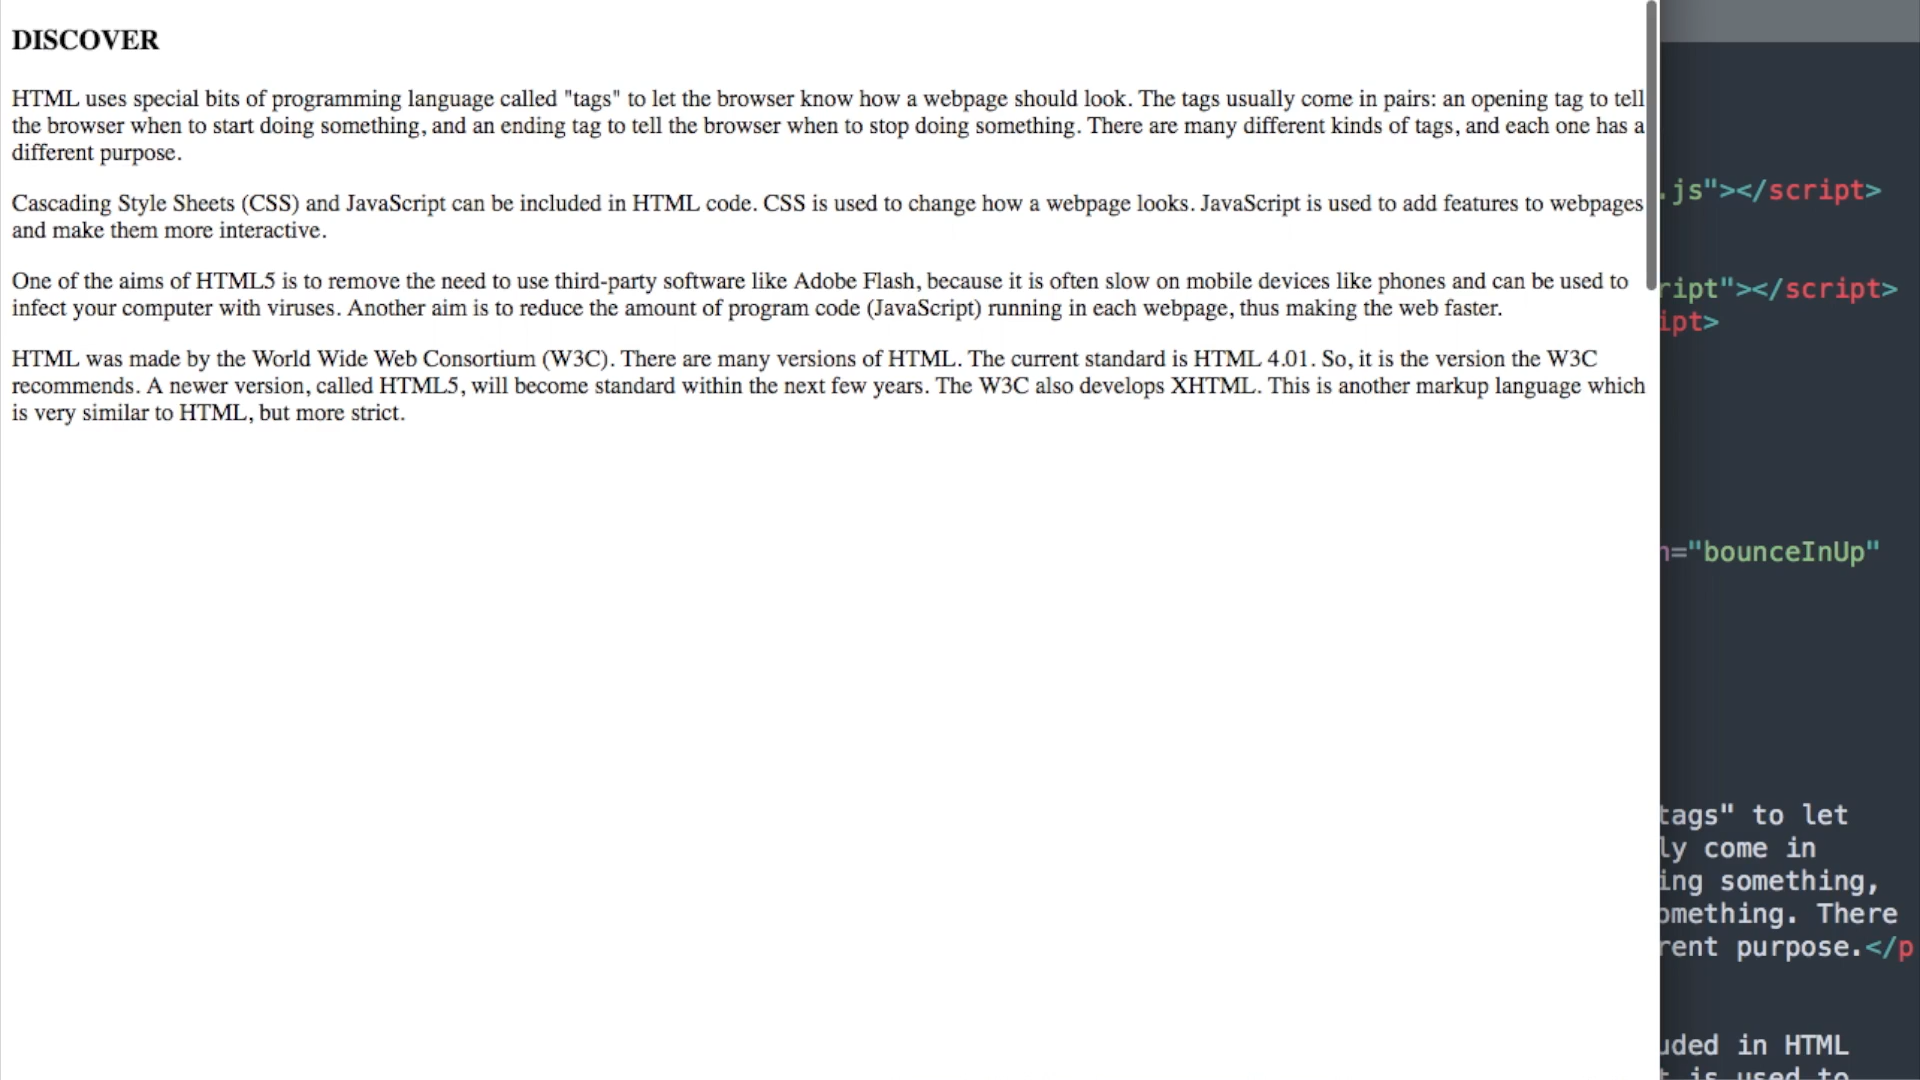 DISCOVER
HTML uses special bits of programming language called "tags" to let the browser know how a webpage should look. The tags usually come in pairs: an opening tag to tell
the browser when to start doing something, and an ending tag to tell the browser when to stop doing something. There are many different kinds of tags, and each one has a
different purpose.
Cascading Style Sheets (CSS) and JavaScript can be included in HTML code. CSS is used to change how a webpage looks. JavaScript is used to add features to webpages
and make them more interactive.
One of the aims of HTML5 is to remove the need to use third-party software like Adobe Flash, because it is often slow on mobile devices like phones and can be used to
infect your computer with viruses. Another aim is to reduce the amount of program code (JavaScript) running in each webpage, thus making the web faster.
HTML was made by the World Wide Web Consortium (W3C). There are many versions of HTML. The current standard is HTML 4.01. So, it is the version the W3C
recommends. A newer version, called HTML5, will become standard within the next few years. The W3C also develops XHTML. This is another markup language which
is very similar to HTML, but more strict.
.js"></script>
ript"></script>
ipt>
="bounceInUp"
tags" to let
ly come in
ing something,
omething. There
rent purpose.</p
uded in HTML
t is used to